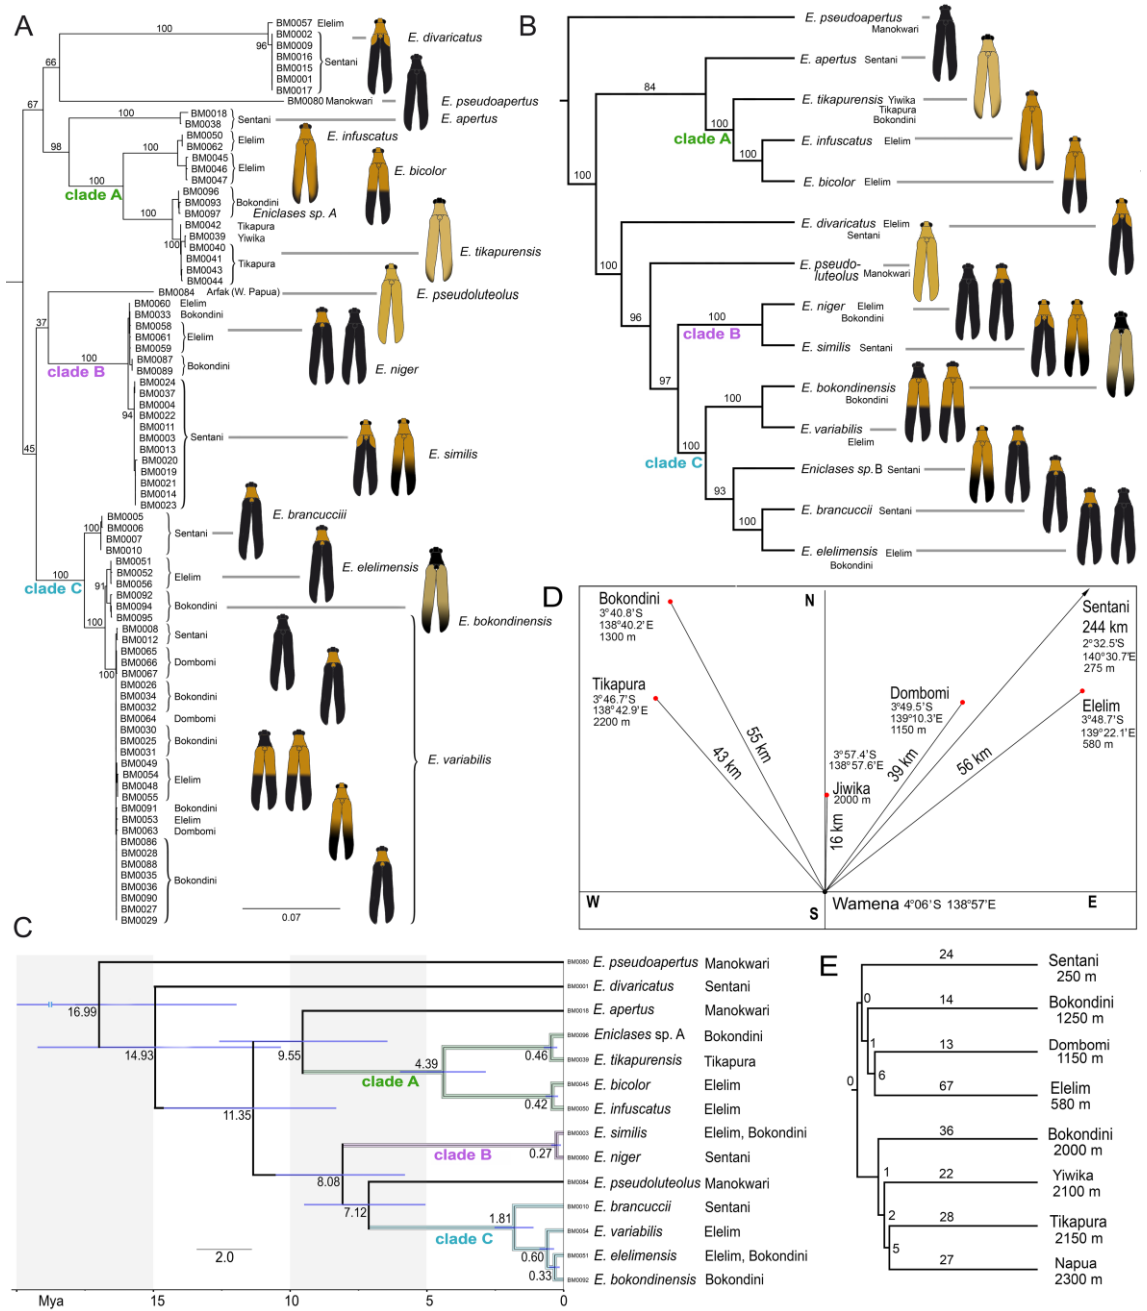 A
BM0057 Elelim
BM0002
BM0009
BM0016
BM0015
BM0001
BM0017
Sentani
E. divaricatus
BM0080 Manokwari
E. pseudoapertus
BM0018
BM0038
Sentani
E. apertus
BM0050
BM0062
Elelim
E. infuscatus
BM0045
BM0046
BM0047
Elelim
E. bicolor
BM0096
BM0093
BM0097
Bokondini
Eniclases sp. A
BM0042 Tikapura
BM0039 Yiwika
BM0040
BM0041
BM0043
BM0044
Tikapura
E. tikapurensis
BM0084 Arfak (W. Papua)
E. pseudoluteolus
BM0060 Elelim
BM0033 Bokondini
BM0058
BM0061
BM0059
Elelim
BM0087
BM0089
Bokondini
E. niger
BM0024
BM0037
BM0004
BM0022
BM0011
BM0003
BM0013
BM0020
BM0019
BM0021
BM0014
BM0023
Sentani
E. similis
BM0005
BM0006
BM0007
BM0010
Sentani
E. brancucciii
BM0051
BM0052
BM0056
Elelim
E. elelimensis
BM0092
BM0094
BM0095
Bokondini
E. bokondinensis
BM0008
BM0012
Sentani
BM0065
BM0066
BM0067
Dombomi
BM0026
BM0034
BM0032
Bokondini
BM0064 Dombomi
BM0030
BM0025
BM0031
Bokondini
BM0049
BM0054
BM0048
BM0055
Elelim
BM0091 Bokondini
BM0053 Elelim
BM0063 Dombomi
BM0086
BM0028
BM0088
BM0035
BM0036
BM0090
BM0027
BM0029
Bokondini
E. variabilis
100
96
66
67
98
100
100
100
100
100
clade A
37
100
clade B
94
45
100
100
clade C
91
100
100
0.07
B
E. pseudoapertus
Manokwari
E. apertus Sentani
E. tikapurensis Yiwika
Tikapura
Bokondini
E. infuscatus Elelim
E. bicolor Elelim
E. divaricatus Elelim
Sentani
E. pseudo-
luteolus Manokwari
E. niger Elelim
Bokondini
E. similis Sentani
E. bokondinensis
Bokondini
E. variabilis
Elelim
Eniclases sp.B Sentani
E. brancuccii Sentani
E. elelimensis Elelim
Bokondini
84
100
clade A
100
100
100
96
100
clade B
97
100
100
clade C
93
100
D
N
W
E
S
Bokondini
3°40.8'S
138°40.2'E
1300 m
Tikapura
3°46.7'S
138°42.9'E
2200 m
Dombomi
3°49.5'S
139°10.3'E
1150 m
3°57.4'S
138°57.6'E
Jiwika
2000 m
Sentani
244 km
2°32.5'S
140°30.7'E
275 m
Elelim
3°48.7'S
139°22.1'E
580 m
55 km
43 km
39 km
56 km
16 km
Wamena 4°06'S 138°57'E
C
BM0080 E. pseudoapertus Manokwari
BM0001 E. divaricatus Sentani
BM0018 E. apertus Manokwari
BM0096 Eniclases sp. A Bokondini
BM0039 E. tikapurensis Tikapura
BM0045 E. bicolor Elelim
BM0050 E. infuscatus Elelim
BM0003 E. similis Elelim, Bokondini
BM0060 E. niger Sentani
BM0084 E. pseudoluteolus Manokwari
BM0010 E. brancuccii Sentani
BM0054 E. variabilis Elelim
BM0051 E. elelimensis Elelim, Bokondini
BM0092 E. bokondinensis Bokondini
16.99
14.93
11.35
9.55
4.39
0.46
0.42
clade A
clade B
0.27
8.08
7.12
1.81
clade C
0.60
0.33
2.0
Mya 15 10 5 0
E
24
Sentani
250 m
0
14
Bokondini
1250 m
1
13
Dombomi
1150 m
6
67
Elelim
580 m
0
36
Bokondini
2000 m
1
22
Yiwika
2100 m
2
28
Tikapura
2150 m
5
27
Napua
2300 m